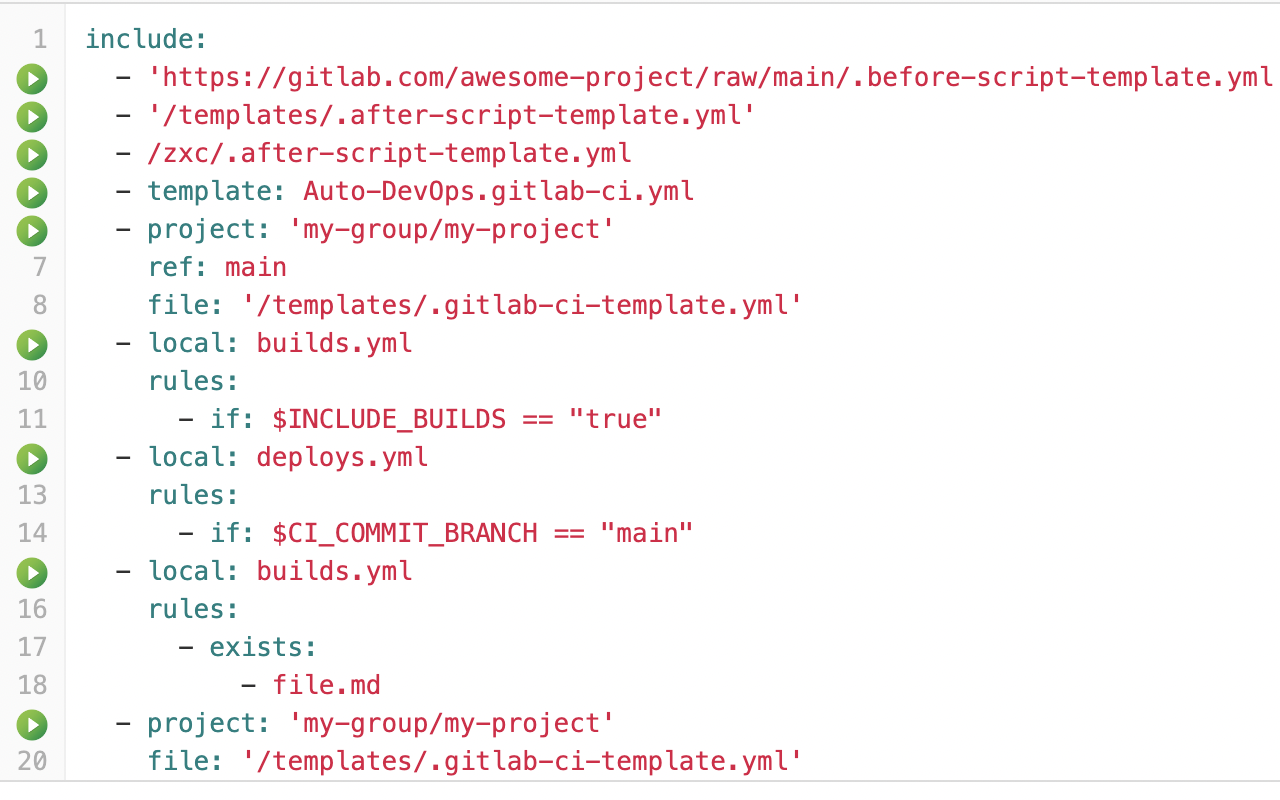 1 include:
- 'https://gitlab.com/awesome-project/raw/main/.before-script-template.yml
- '/templates/.after-script-template.yml'
- /zxc/.after-script-template.yml
- template: Auto-DevOps.gitlab-ci.yml
- project: 'my-group/my-project'
7 ref: main
8 file: '/templates/.gitlab-ci-template.yml'
- local: builds.yml
10 rules:
11 - if: $INCLUDE_BUILDS == "true"
- local: deploys.yml
13 rules:
14 - if: $CI_COMMIT_BRANCH == "main"
- local: builds.yml
16 rules:
17 - exists:
18 - file.md
- project: 'my-group/my-project'
20 file: '/templates/.gitlab-ci-template.yml'